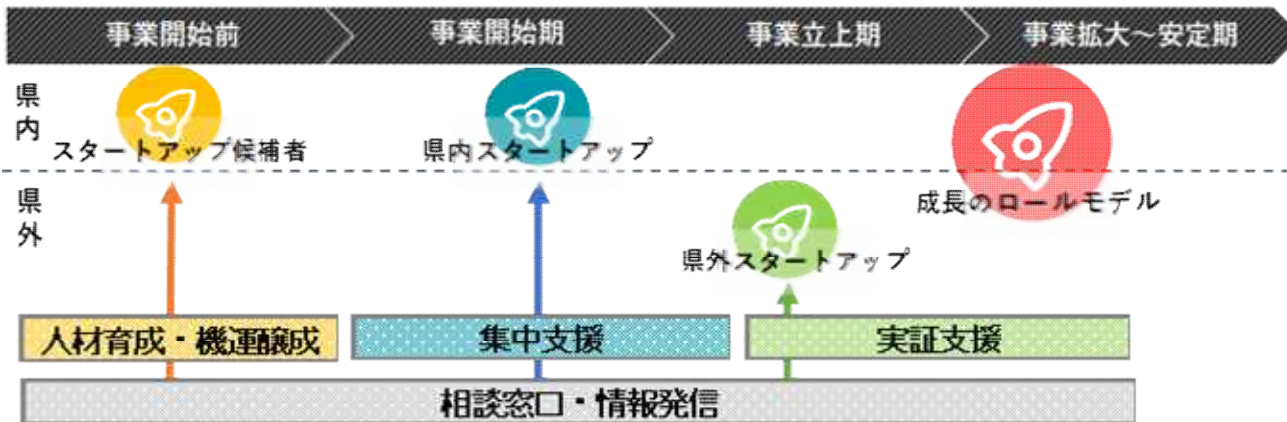 事業開始前
事業開始期
事業立上期
事業拡大～安定期
県内
スタートアップ候補者
県内スタートアップ
成長のロールモデル
県外
県外スタートアップ
人材育成・機運醸成
集中支援
実証支援
相談窓口・情報発信